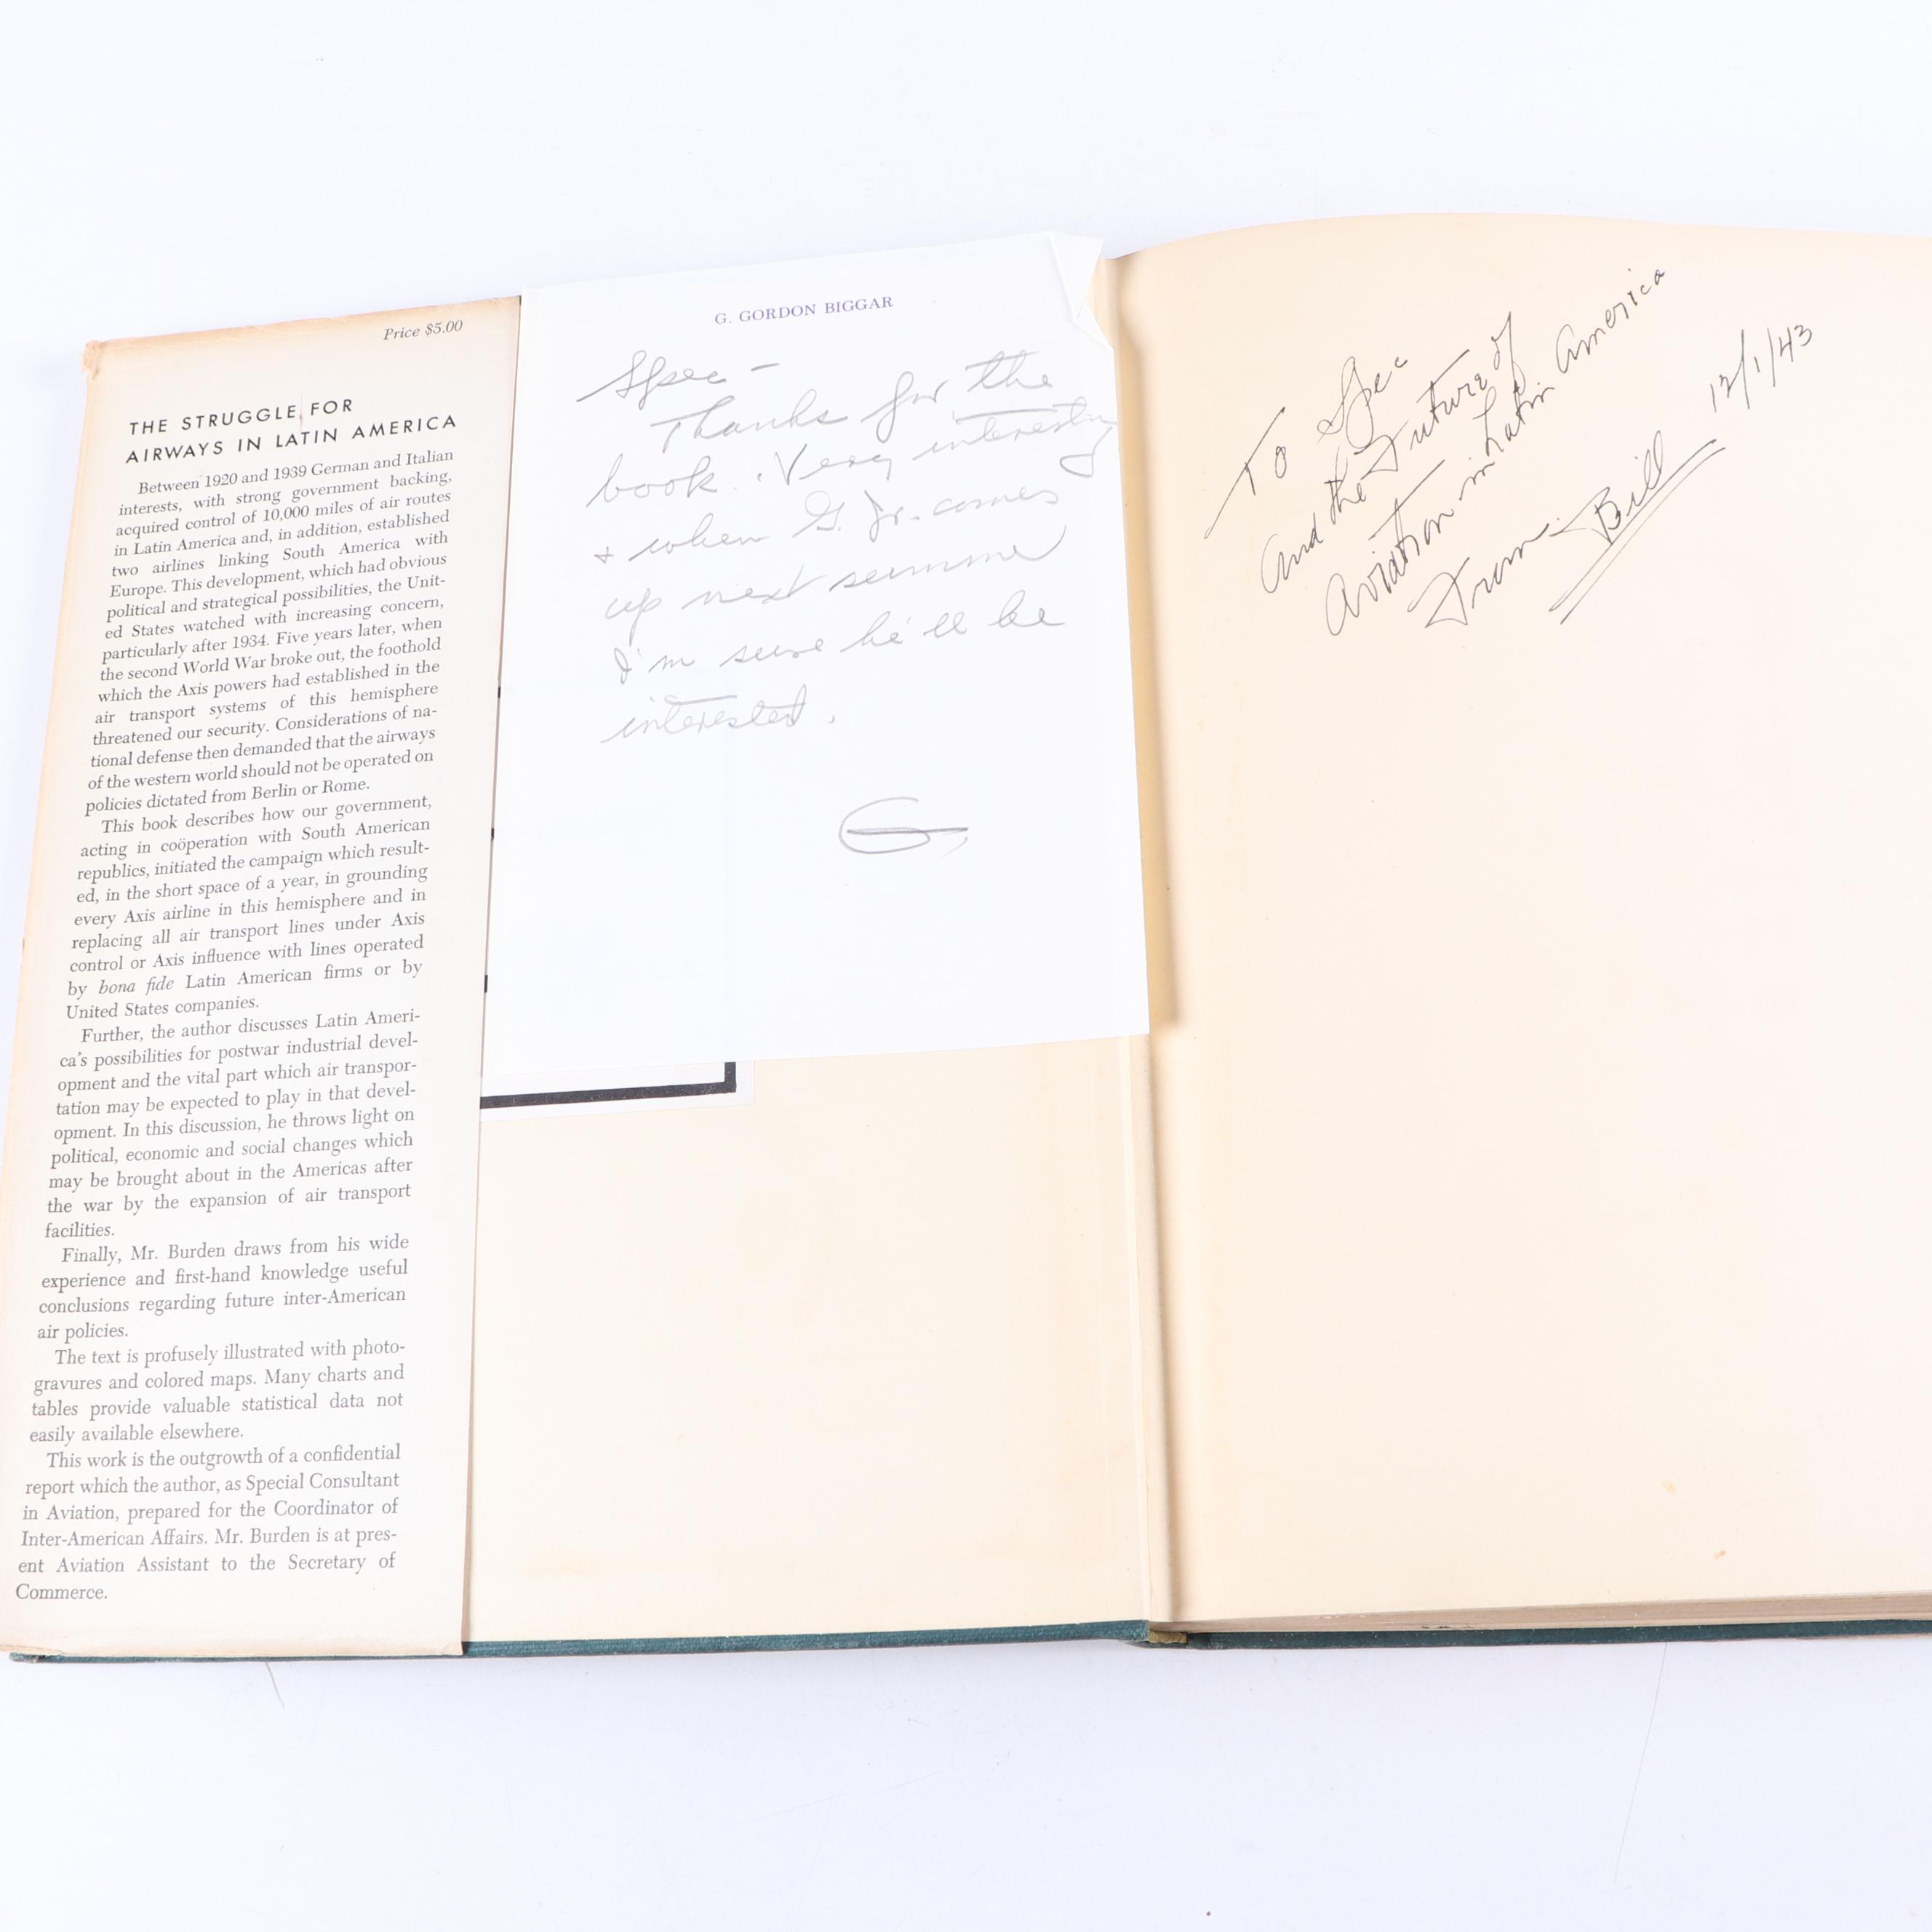 Price $5.00
THE STRUGGLE FOR
AIRWAYS IN LATIN AMERICA
Between 1920 and 1939 German and Italian
interests, with strong government backing,
acquired control of 10,000 miles of air routes
in Latin America and, in addition, established
two airlines linking South America with
Europe. This development, which had obvious
political and strategical possibilities, the Unit-
ed States watched with increasing concern,
particularly after 1934. Five years later, when
the second World War broke out, the foothold
which the Axis powers had established in the
air transport systems of this hemisphere
threatened our security. Considerations of na-
tional defense then demanded that the airways
of the western world should not be operated on
policies dictated from Berlin or Rome.
This book describes how our government,
acting in coöperation with South American
republics, initiated the campaign which result-
ed, in the short space of a year, in grounding
every Axis airline in this hemisphere and in
replacing all air transport lines under Axis
control or Axis influence with lines operated
by bona fide Latin American firms or by
United States companies.
Further, the author discusses Latin Ameri-
ca's possibilities for postwar industrial devel-
opment and the vital part which air transpor-
tation may be expected to play in that devel-
opment. In this discussion, he throws light on
political, economic and social changes which
may be brought about in the Americas after
the war by the expansion of air transport
facilities.
Finally, Mr. Burden draws from his wide
experience and first-hand knowledge useful
conclusions regarding future inter-American
air policies.
The text is profusely illustrated with photo-
gravures and colored maps. Many charts and
tables provide valuable statistical data not
easily available elsewhere.
This work is the outgrowth of a confidential
report which the author, as Special Consultant
in Aviation, prepared for the Coordinator of
Inter-American Affairs. Mr. Burden is at pres-
ent Aviation Assistant to the Secretary of
Commerce.
G. GORDON BIGGAR
Spec -
Thanks for the
book. Very interesting
+ when G. Jr. comes
up next summer
I'm sure he'll be
interested.
G,
To Spec
and the Future of
Aviation in Latin America
From - Bill
12/1/43